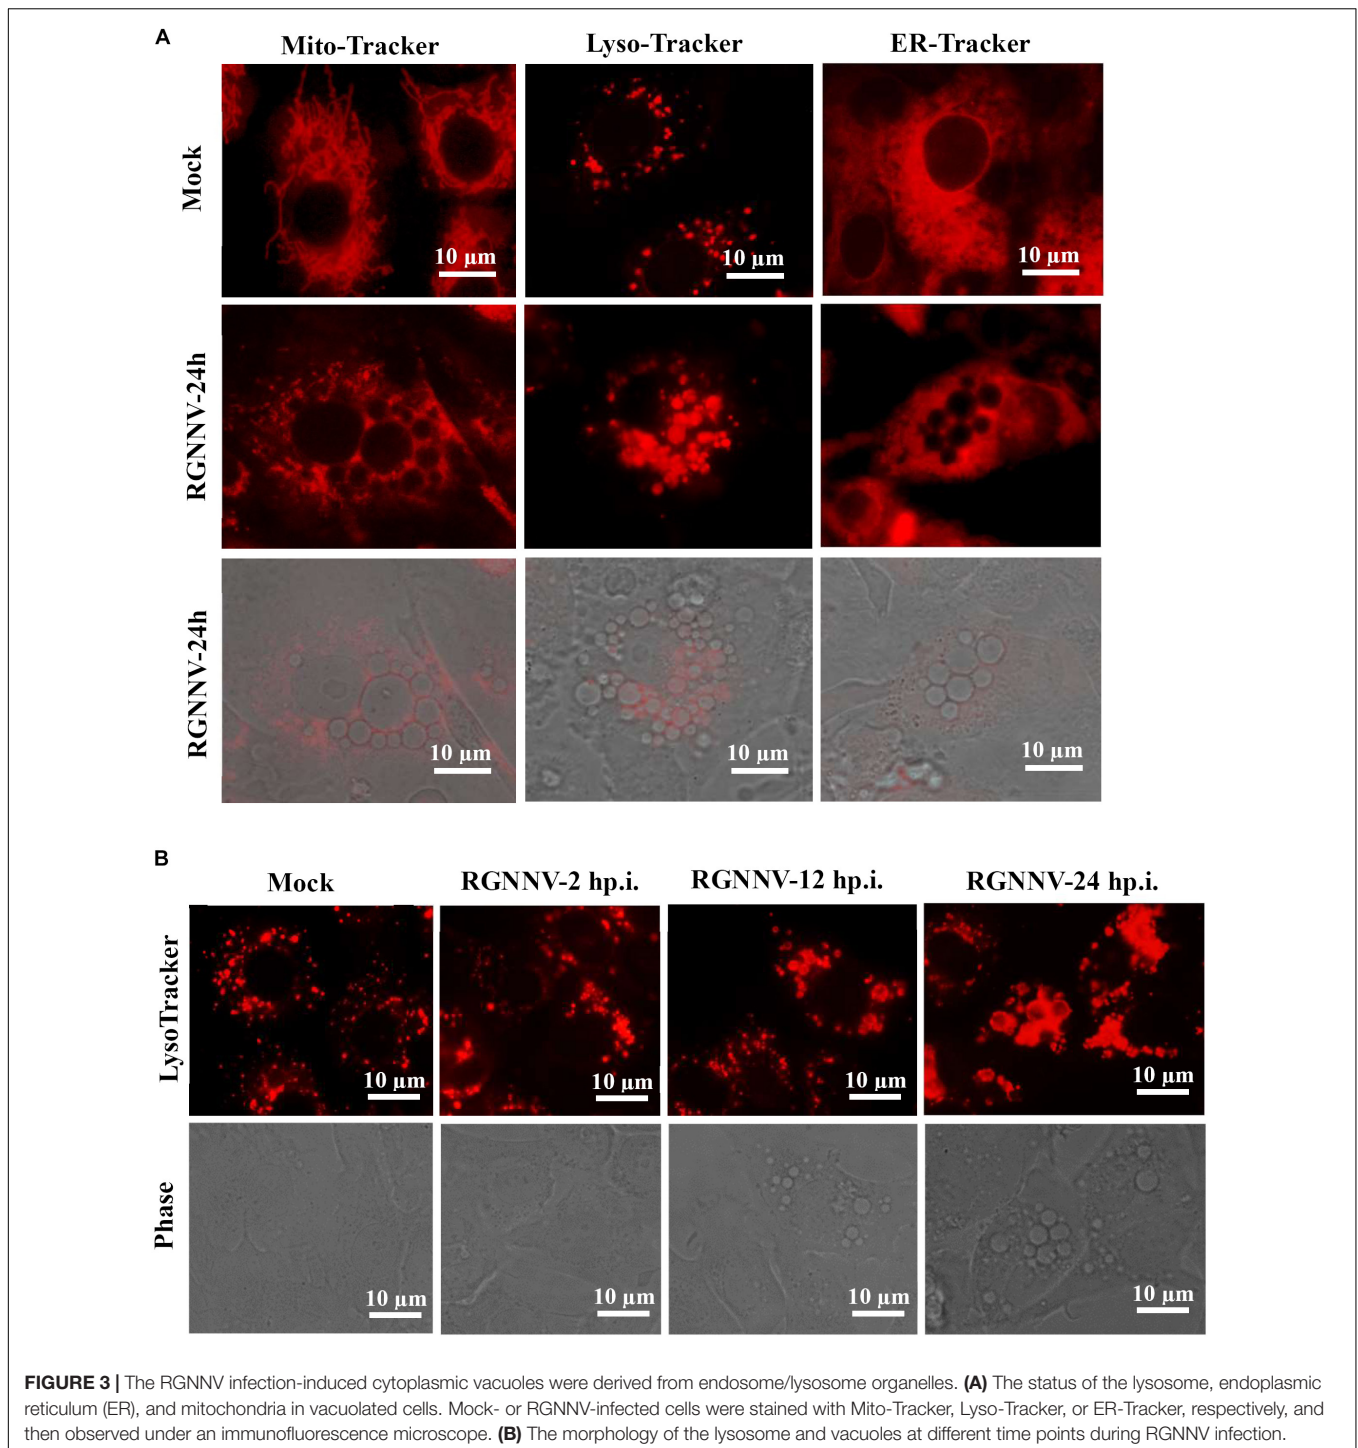 A
Mito-Tracker Lyso-Tracker ER-Tracker
Mock
10 µm 10 µm 10 µm
RGNNV-24h
RGNNV-24h
10 µm 10 µm 10 µm
B
Mock RGNNV-2 hp.i. RGNNV-12 hp.i. RGNNV-24 hp.i.
LysoTracker
10 µm 10 µm 10 µm 10 µm
Phase
10 µm 10 µm 10 µm 10 µm
FIGURE 3 | The RGNNV infection-induced cytoplasmic vacuoles were derived from endosome/lysosome organelles. (A) The status of the lysosome, endoplasmic
reticulum (ER), and mitochondria in vacuolated cells. Mock- or RGNNV-infected cells were stained with Mito-Tracker, Lyso-Tracker, or ER-Tracker, respectively, and
then observed under an immunofluorescence microscope. (B) The morphology of the lysosome and vacuoles at different time points during RGNNV infection.